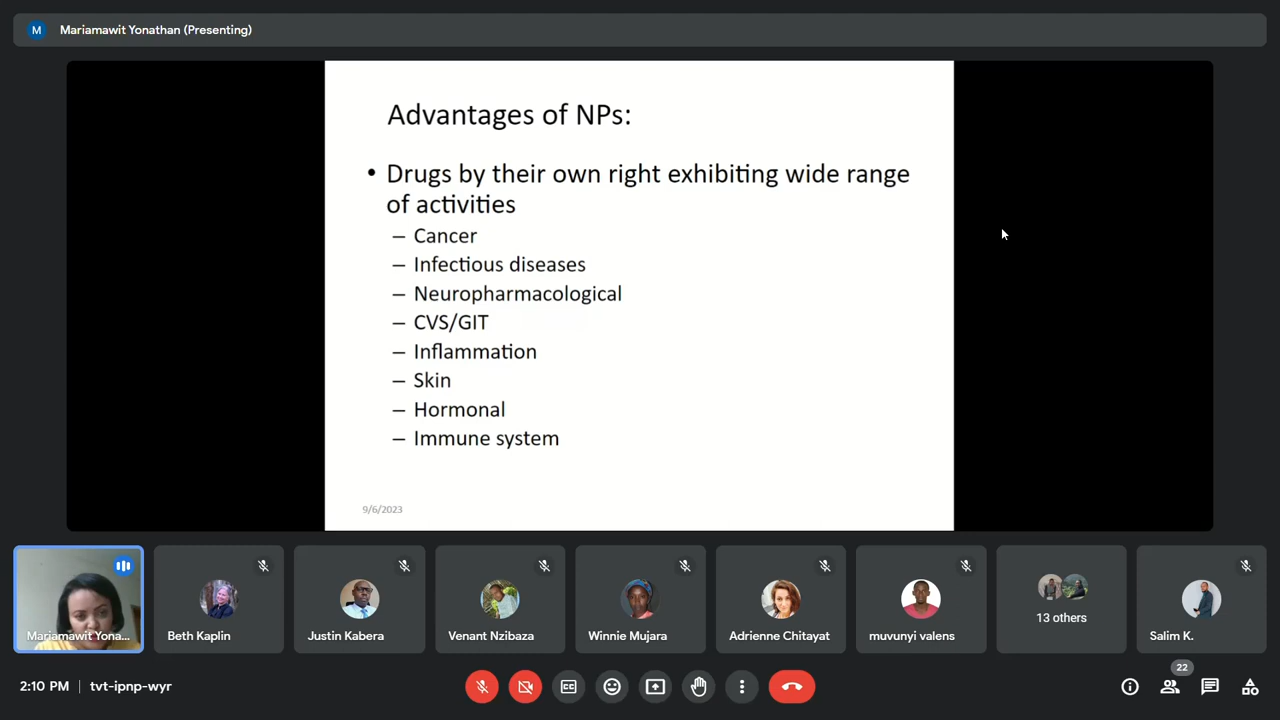 M Mariamawit Yonathan (Presenting)
Advantages of NPs:
• Drugs by their own right exhibiting wide range
of activities
– Cancer
– Infectious diseases
– Neuropharmacological
– CVS/GIT
– Inflammation
– Skin
– Hormonal
– Immune system
9/6/2023
13 others
Mariamawit Yona... Beth Kaplin Justin Kabera Venant Nzibaza Winnie Mujara Adrienne Chitayat muvunyi valens Salim K.
22
2:10 PM | tvt-ipnp-wyr